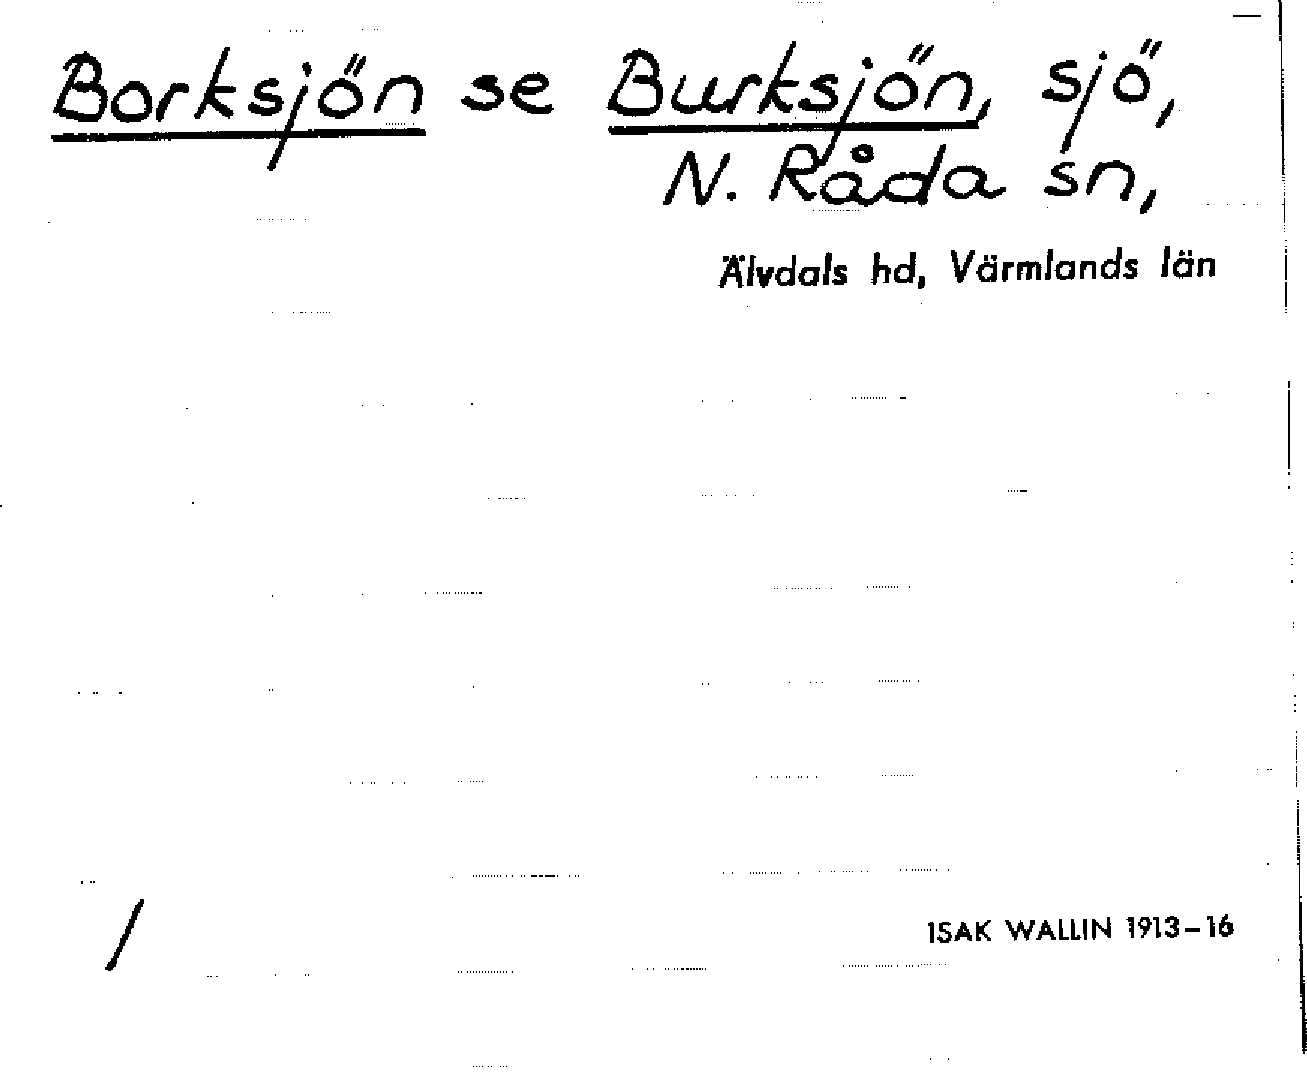 Borksjön se Burksjön, sjö,
N. Råda sn,
Älvdals hd, Värmlands län
/
ISAK WALLIN 1913–16